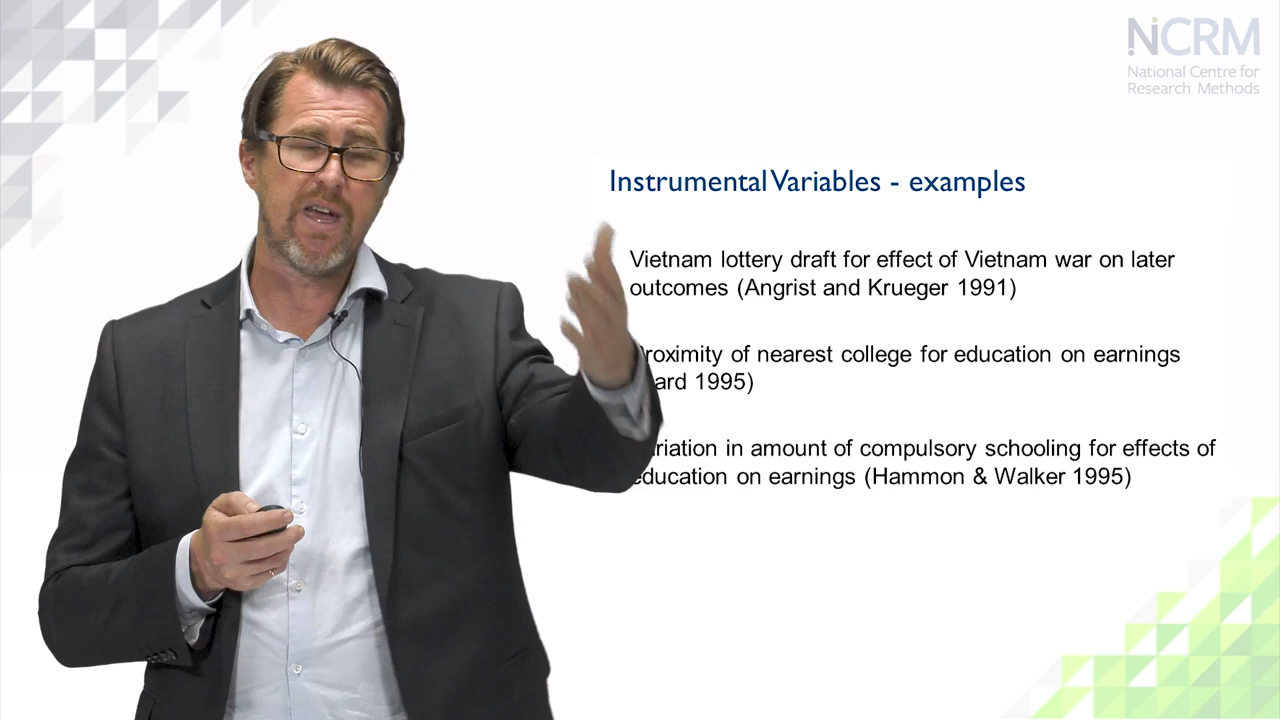 NCRM
National Centre for
Research Methods
Instrumental Variables - examples
Vietnam lottery draft for effect of Vietnam war on later
outcomes (Angrist and Krueger 1991)
of nearest college for education on earnings
1995)
in amount of compulsory schooling for effects of
education on earnings (Hammon & Walker 1995)